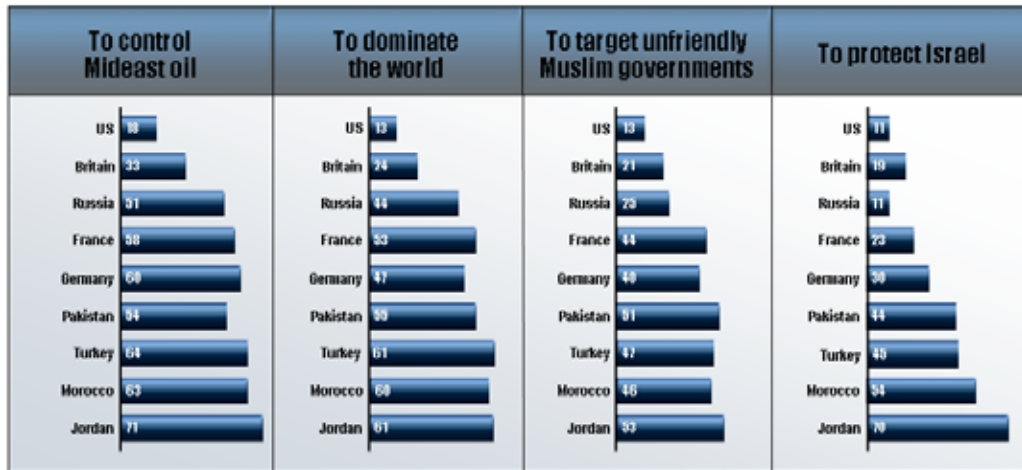 To control
Mideast oil
To dominate
the world
To target unfriendly
Muslim governments
To protect Israel
US 18
Britain 33
Russia 51
France 58
Germany 60
Pakistan 54
Turkey 64
Morocco 63
Jordan 71
US 13
Britain 24
Russia 44
France 53
Germany 47
Pakistan 55
Turkey 61
Morocco 60
Jordan 61
US 13
Britain 21
Russia 25
France 44
Germany 40
Pakistan 51
Turkey 47
Morocco 46
Jordan 53
US 11
Britain 19
Russia 11
France 23
Germany 30
Pakistan 44
Turkey 45
Morocco 54
Jordan 70